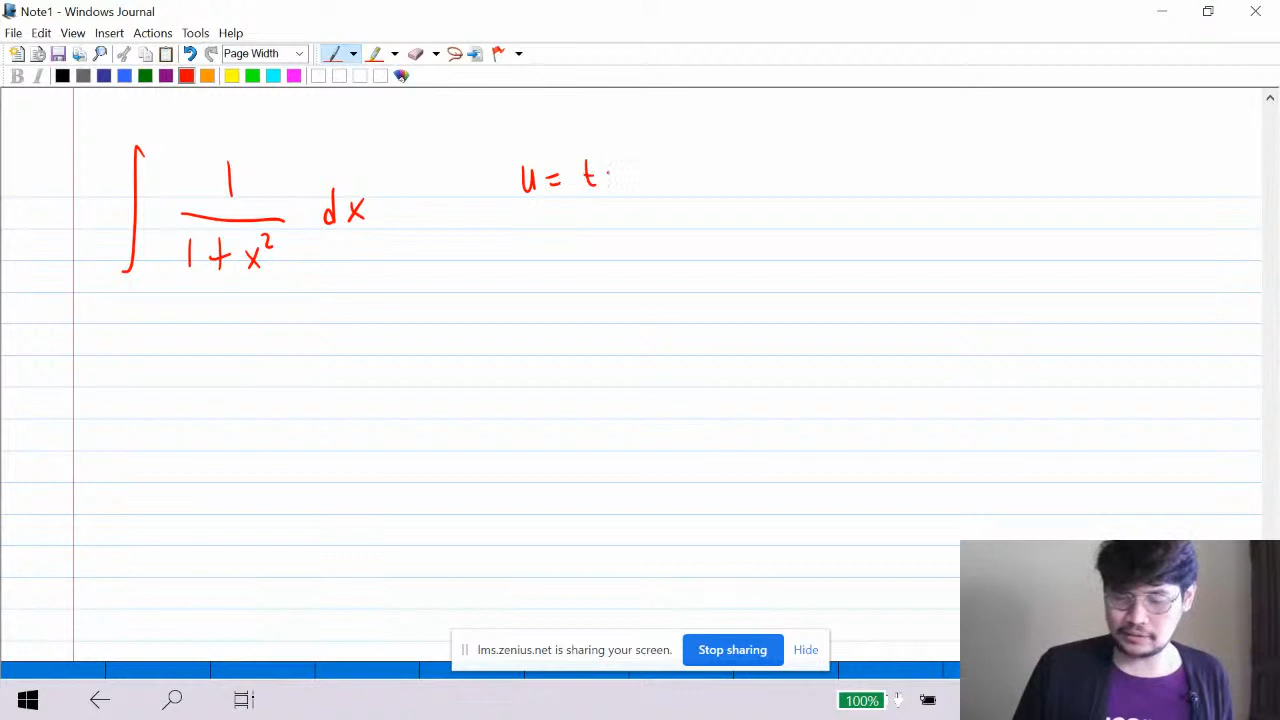 Note1 - Windows Journal
File Edit View Insert Actions Tools Help
Page Width
B I
∫ 1/(1 + x²) dx
u = t
lms.zenius.net is sharing your screen. Stop sharing Hide
100%